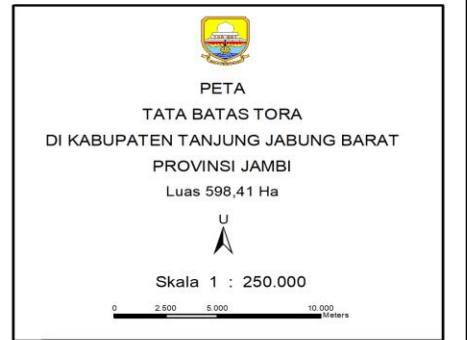 PETA
TATA BATAS TORA
DI KABUPATEN TANJUNG JABUNG BARAT
PROVINSI JAMBI
Luas 598,41 Ha
U
Skala 1 : 250.000
0 2.500 5.000 10.000
Meters